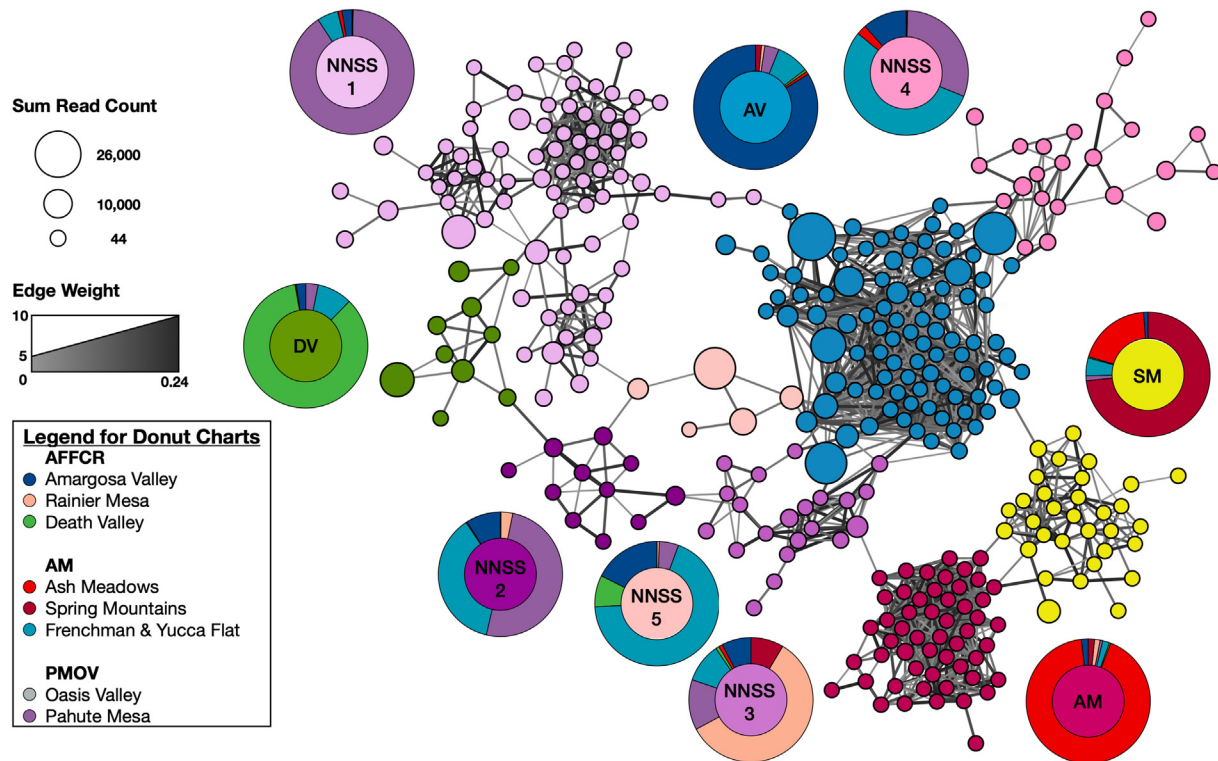 Sum Read Count
26,000
10,000
44
Edge Weight
10
5
0
0.24
Legend for Donut Charts
AFFCR
Amargosa Valley
Rainier Mesa
Death Valley
AM
Ash Meadows
Spring Mountains
Frenchman & Yucca Flat
PMOV
Oasis Valley
Pahute Mesa
NNSS
1
AV
NNSS
4
DV
SM
NNSS
2
NNSS
5
NNSS
3
AM